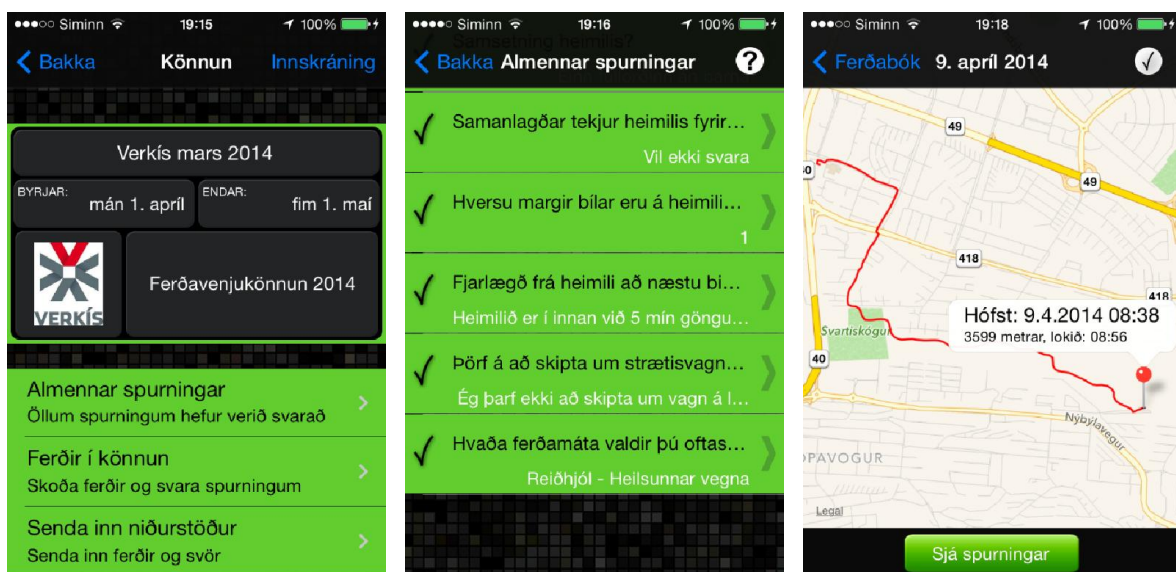 Siminn 19:15 100%
Bakka Könnun Innskráning
Verkís mars 2014
BYRJAR: mán 1. apríl ENDAR: fim 1. maí
VERKÍS
Ferðavenjukönnun 2014
Almennar spurningar
Öllum spurningum hefur verið svarað
Ferðir í könnun
Skoða ferðir og svara spurningum
Senda inn niðurstöður
Senda inn ferðir og svör
Siminn 19:16 100%
Samsetning heimilis?
Bakka Almennar spurningar ?
Samanlagðar tekjur heimilis fyrir...
Vil ekki svara
Hversu margir bílar eru á heimili...
1
Fjarlægð frá heimili að næstu bi...
Heimilið er í innan við 5 mín göngu...
Þörf á að skipta um strætisvagn...
Ég þarf ekki að skipta um vagn á l...
Hvaða ferðamáta valdir þú oftas...
Reiðhjól - Heilsunnar vegna
Siminn 19:18 100%
Ferðabók 9. apríl 2014
49
49
418
418
Hófst: 9.4.2014 08:38
3599 metrar, lokið: 08:56
Svartiskógur
40
Nýbýlavegur
OPAVOGUR
Legal
Sjá spurningar